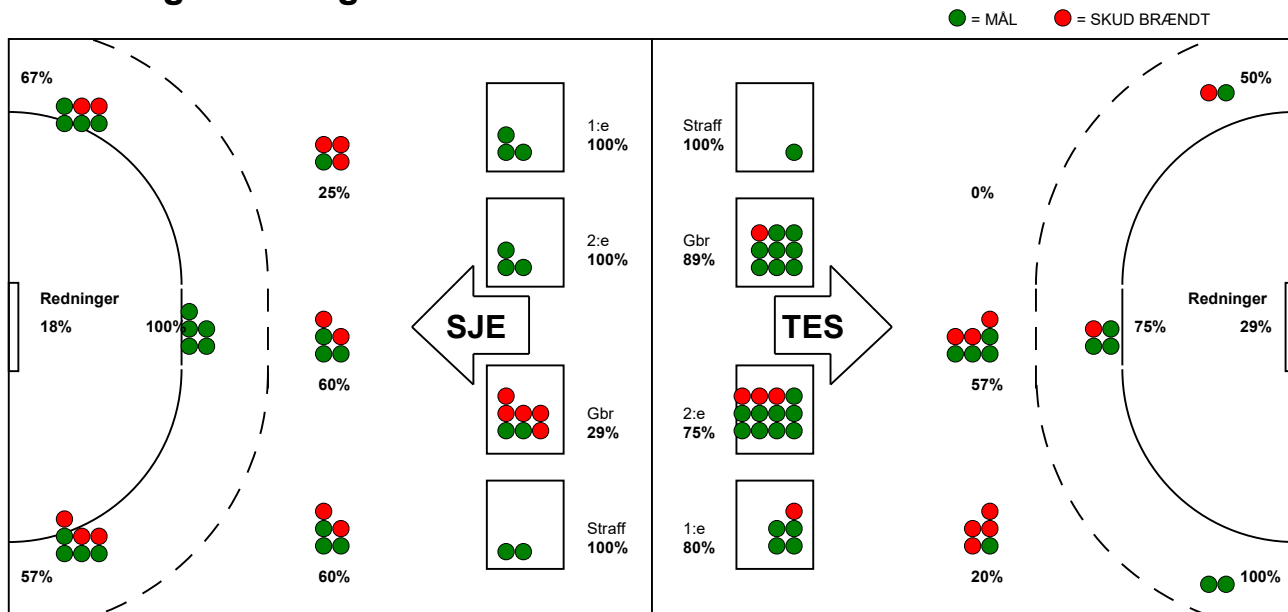 = MÅL
= SKUD BRÆNDT
67%
25%
1:e
100%
2:e
100%
Redninger
18%
100%
SJE
60%
Gbr
29%
Straff
100%
57%
60%
Straff
100%
Gbr
89%
TES
2:e
75%
1:e
80%
50%
0%
Redninger
29%
75%
57%
20%
100%